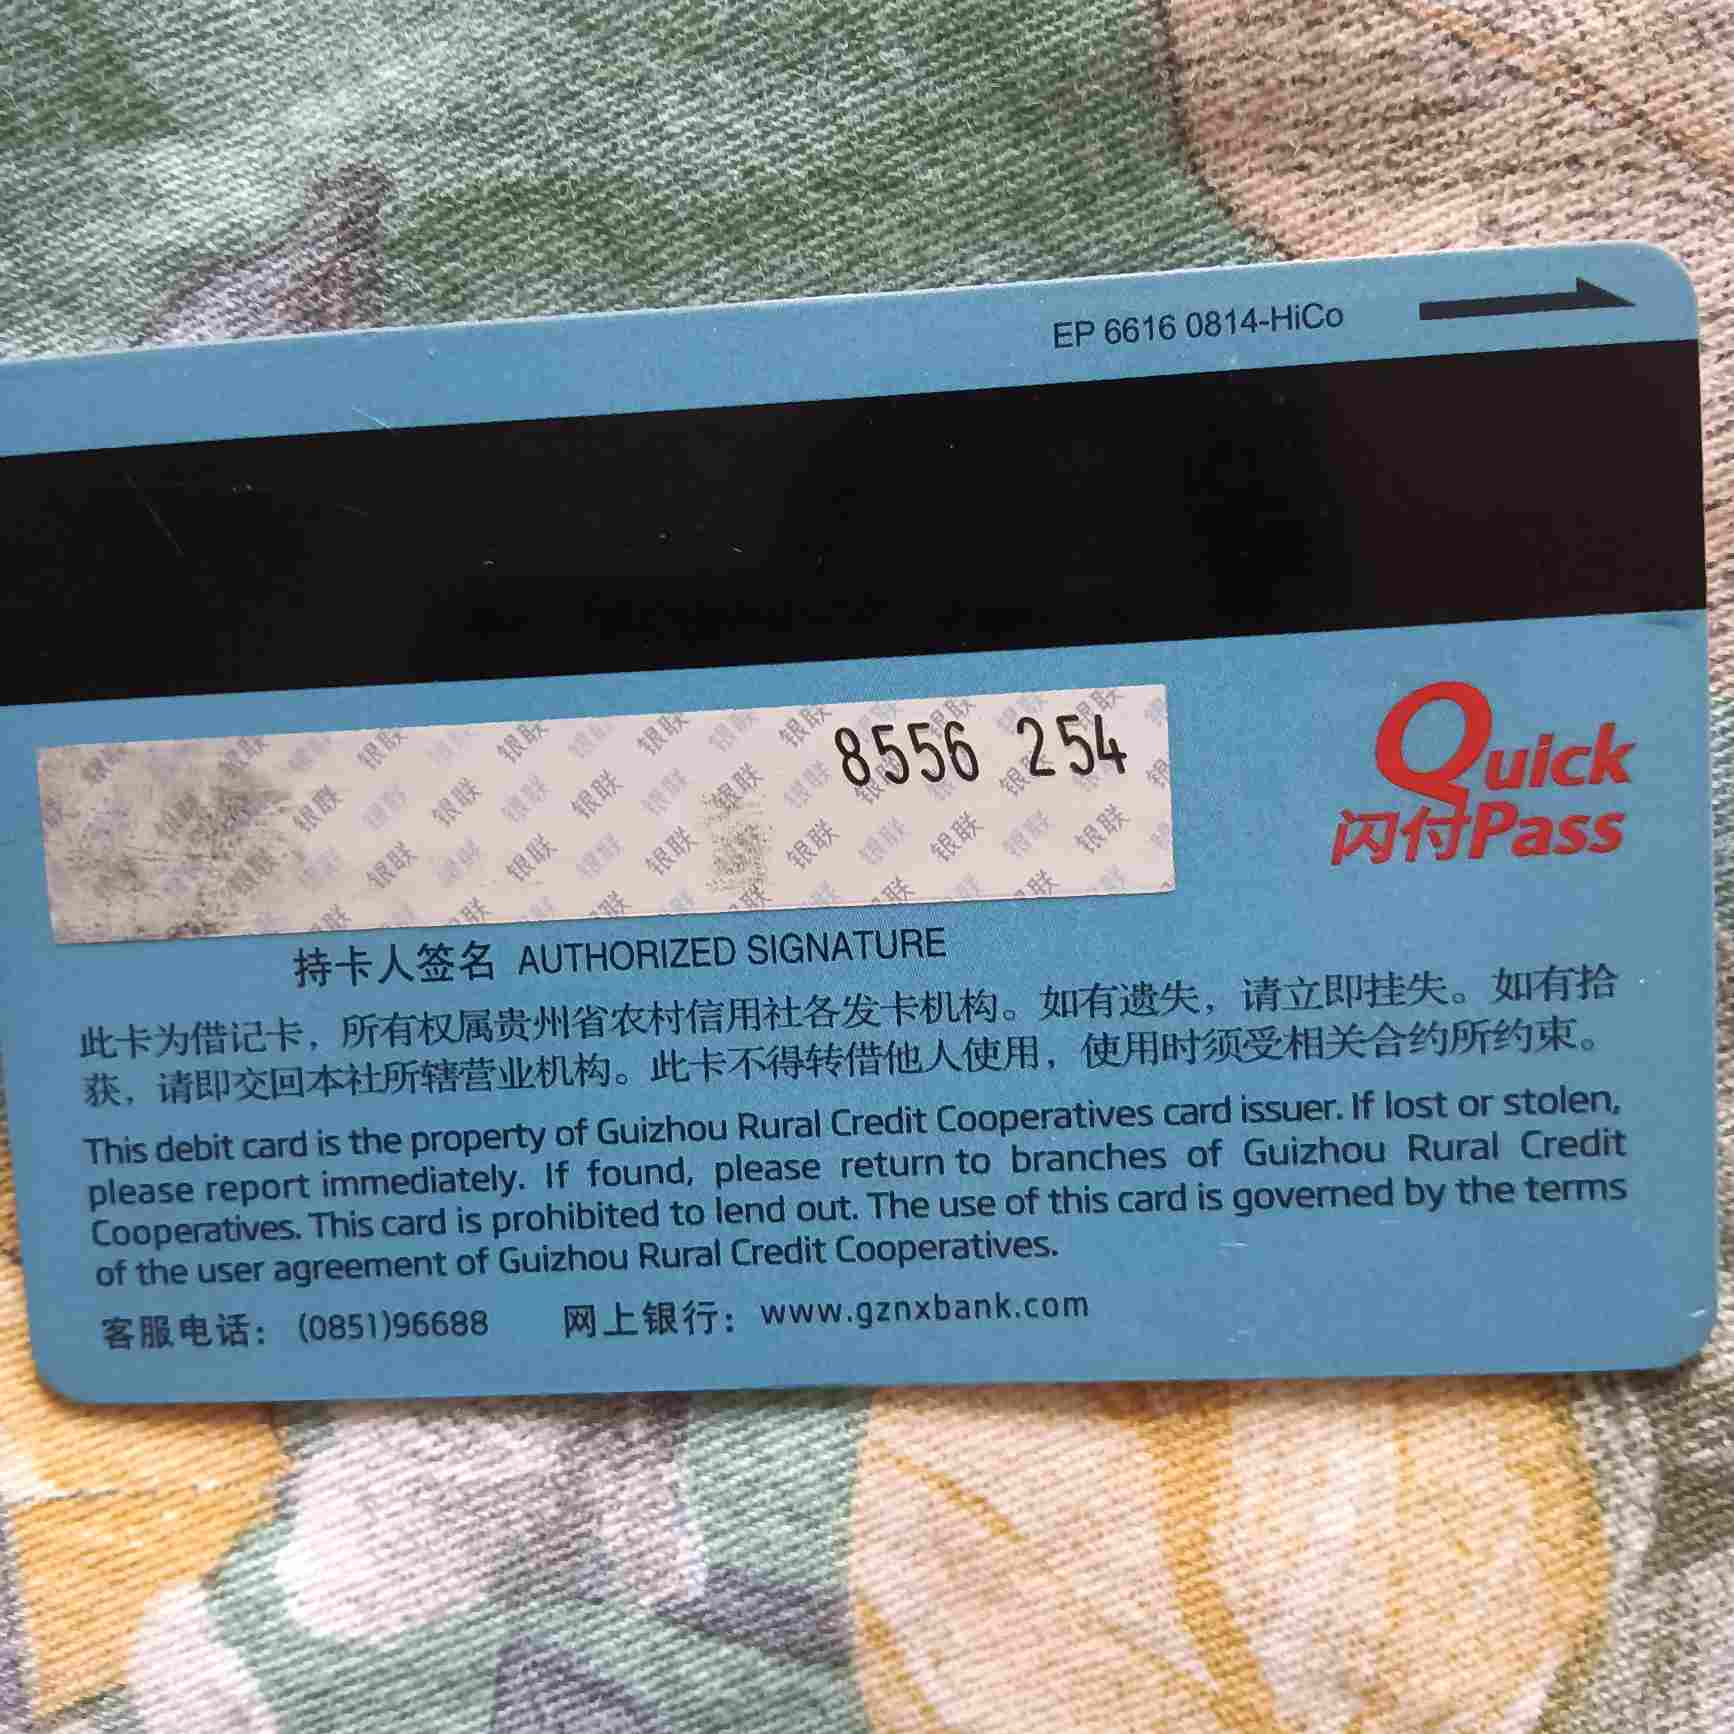 EP 6616 0814-HiCo
8556 254
Quick
闪付Pass
持卡人签名 AUTHORIZED SIGNATURE
此卡为借记卡，所有权属贵州省农村信用社各发卡机构。如有遗失，请立即挂失。如有拾
获，请即交回本社所辖营业机构。此卡不得转借他人使用，使用时须受相关合约所约束。
This debit card is the property of Guizhou Rural Credit Cooperatives card issuer. If lost or stolen,
please report immediately. If found, please return to branches of Guizhou Rural Credit
Cooperatives. This card is prohibited to lend out. The use of this card is governed by the terms
of the user agreement of Guizhou Rural Credit Cooperatives.
客服电话：(0851)96688 网上银行：www.gznxbank.com